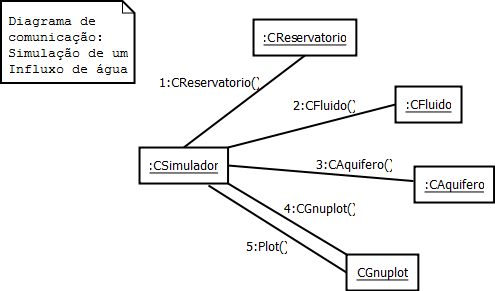 Diagrama de
comunicação:
Simulação de um
Influxo de água
:CReservatorio
1:CReservatorio()
2:CFluido()
:CFluido
:CSimulador
3:CAquifero()
:CAquifero
4:CGnuplot()
5:Plot()
CGnuplot